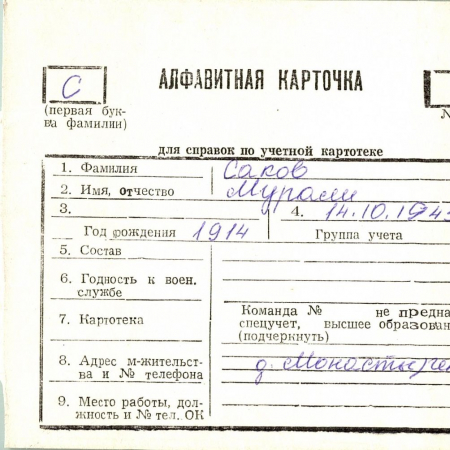 С
АЛФАВИТНАЯ КАРТОЧКА
(первая бук-
ва фамилии)
для справок по учетной картотеке
1. Фамилия Саков
2. Имя, отчество
3. 4. 14.10.194
Год рождения 1914 Группа учета
5. Состав
6. Годность к воен.
службе
7. Картотека
Команда № не предна
спецучет, высшее образован
(подчеркнуть)
8. Адрес м-жительст-
ва и № телефона
д.
9. Место работы, дол-
жность и № тел. ОК